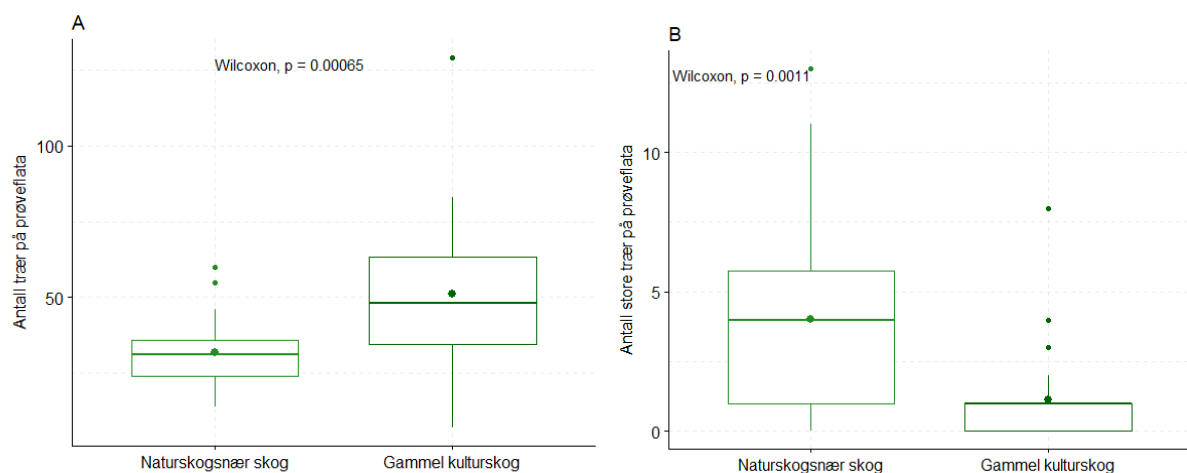 A
Wilcoxon, p = 0.00065
Antall trær på prøveflata
100
50
Naturskogsnær skog
Gammel kulturskog
B
Wilcoxon, p = 0.0011
Antall store trær på prøveflata
10
5
0
Naturskogsnær skog
Gammel kulturskog